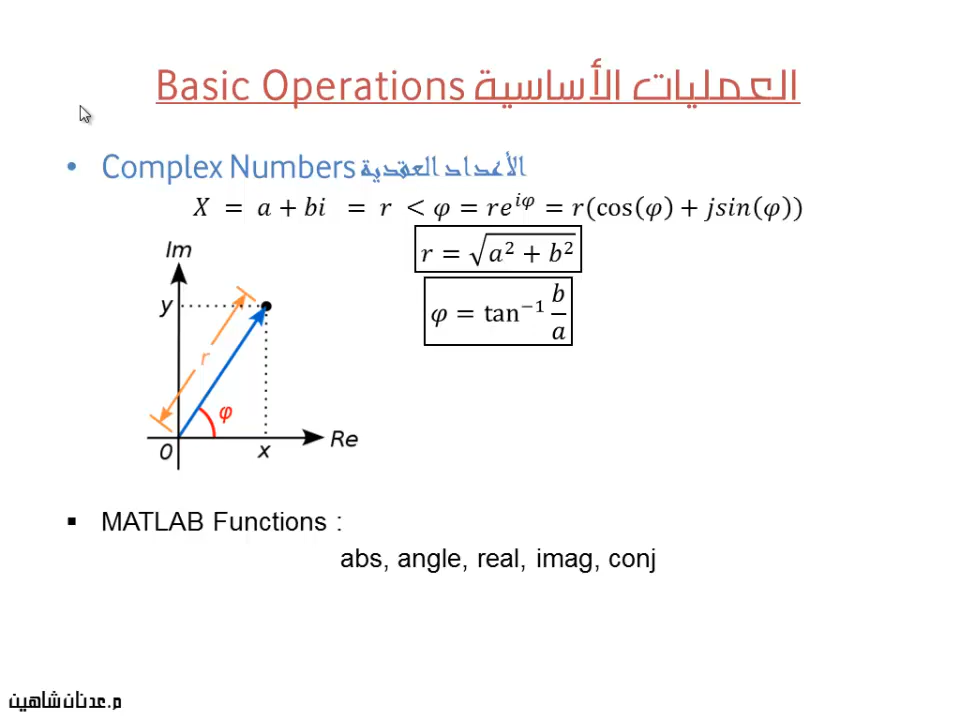 Basic Operations العمليات الأساسية
• Complex Numbers الأعداد العقدية
X = a + bi = r < φ = re^{iφ} = r(cos(φ) + jsin(φ))
r = √(a² + b²)
φ = tan⁻¹ b/a
Im
y
r
φ
0
x
Re
▪ MATLAB Functions :
abs, angle, real, imag, conj
م.عدنان شاهين